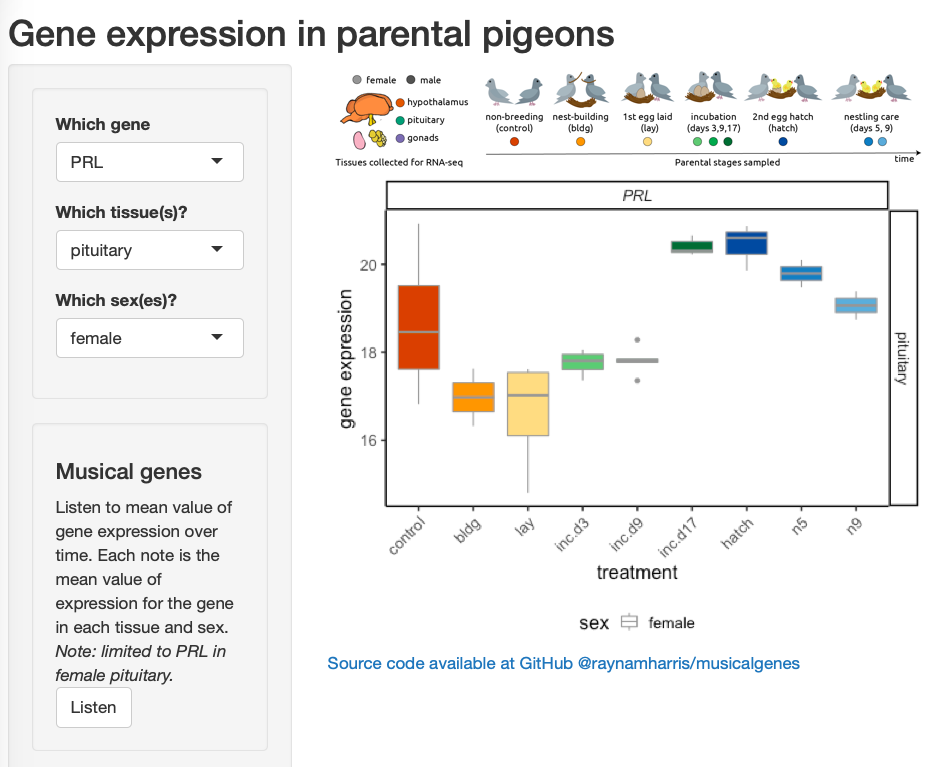 Gene expression in parental pigeons
Which gene
PRL
Which tissue(s)?
pituitary
Which sex(es)?
female
Musical genes
Listen to mean value of
gene expression over
time. Each note is the
mean value of
expression for the gene
in each tissue and sex.
Note: limited to PRL in
female pituitary.
Listen
female male
hypothalamus
pituitary
gonads
Tissues collected for RNA-seq
non-breeding
(control)
nest-building
(bldg)
1st egg laid
(lay)
incubation
(days 3,9,17)
2nd egg hatch
(hatch)
nestling care
(days 5, 9)
Parental stages sampled
time
PRL
gene expression
20
18
16
pituitary
control
bldg
lay
inc.d3
inc.d9
inc.d17
hatch
n5
n9
treatment
sex female
Source code available at GitHub @raynamharris/musicalgenes